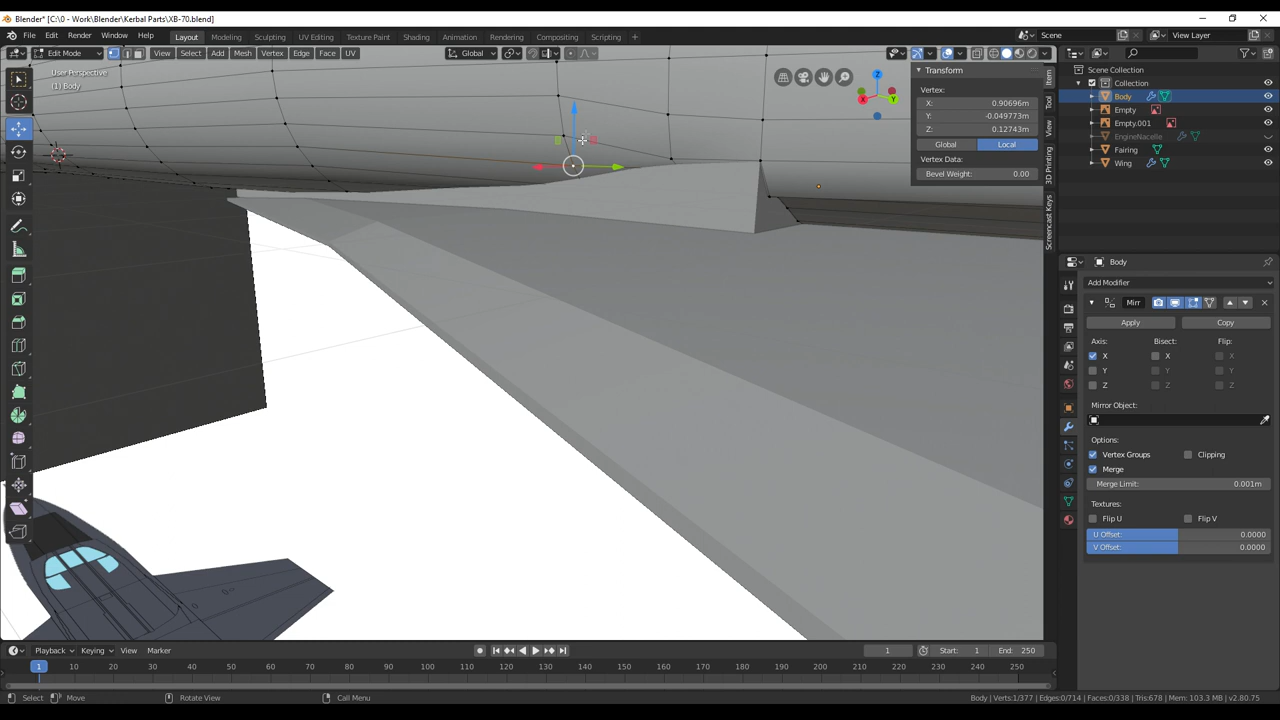 Blender* [C:\0 - Work\Blender\Kerbal Parts\XB-70.blend]
File Edit Render Window Help Layout Modeling Sculpting UV Editing Texture Paint Shading Animation Rendering Compositing Scripting + Scene View Layer
Edit Mode View Select Add Mesh Vertex Edge Face UV Global
User Perspective
(1) Body
Z
X Y
Transform
Vertex:
X: 0.90696m
Y: -0.049773m
Z: 0.12743m
Global Local
Vertex Data:
Bevel Weight: 0.00
Item
Tool
View
3D Printing
Screencast Keys
Scene Collection
Collection
Body
Empty
Empty.001
EngineNacelle
Fairing
Wing
Body
Add Modifier
Mirr
Apply Copy
Axis: Bisect: Flip:
X X X
Y Y Y
Z Z Z
Mirror Object:
Options:
Vertex Groups Clipping
Merge
Merge Limit: 0.001m
Textures:
Flip U Flip V
U Offset: 0.0000
V Offset: 0.0000
Playback Keying View Marker 1 Start: 1 End: 250
1 10 20 30 40 50 60 70 80 90 100 110 120 130 140 150 160 170 180 190 200 210 220 230 240 250
Select Move Rotate View Call Menu Body | Verts:1/377 | Edges:0/714 | Faces:0/338 | Tris:678 | Mem: 103.3 MB | v2.80.75